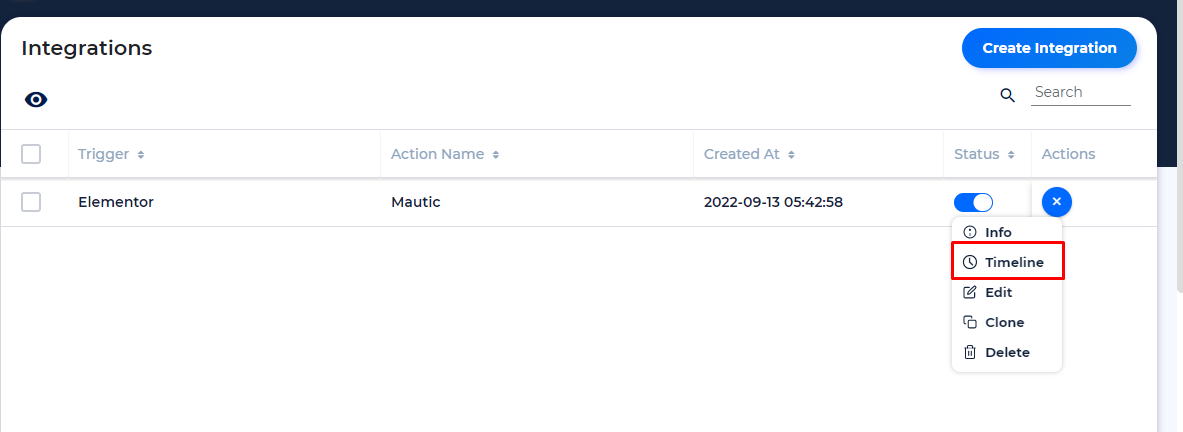 Integrations
Create Integration
Search
Trigger Action Name Created At Status Actions
Elementor Mautic 2022-09-13 05:42:58
Info
Timeline
Edit
Clone
Delete